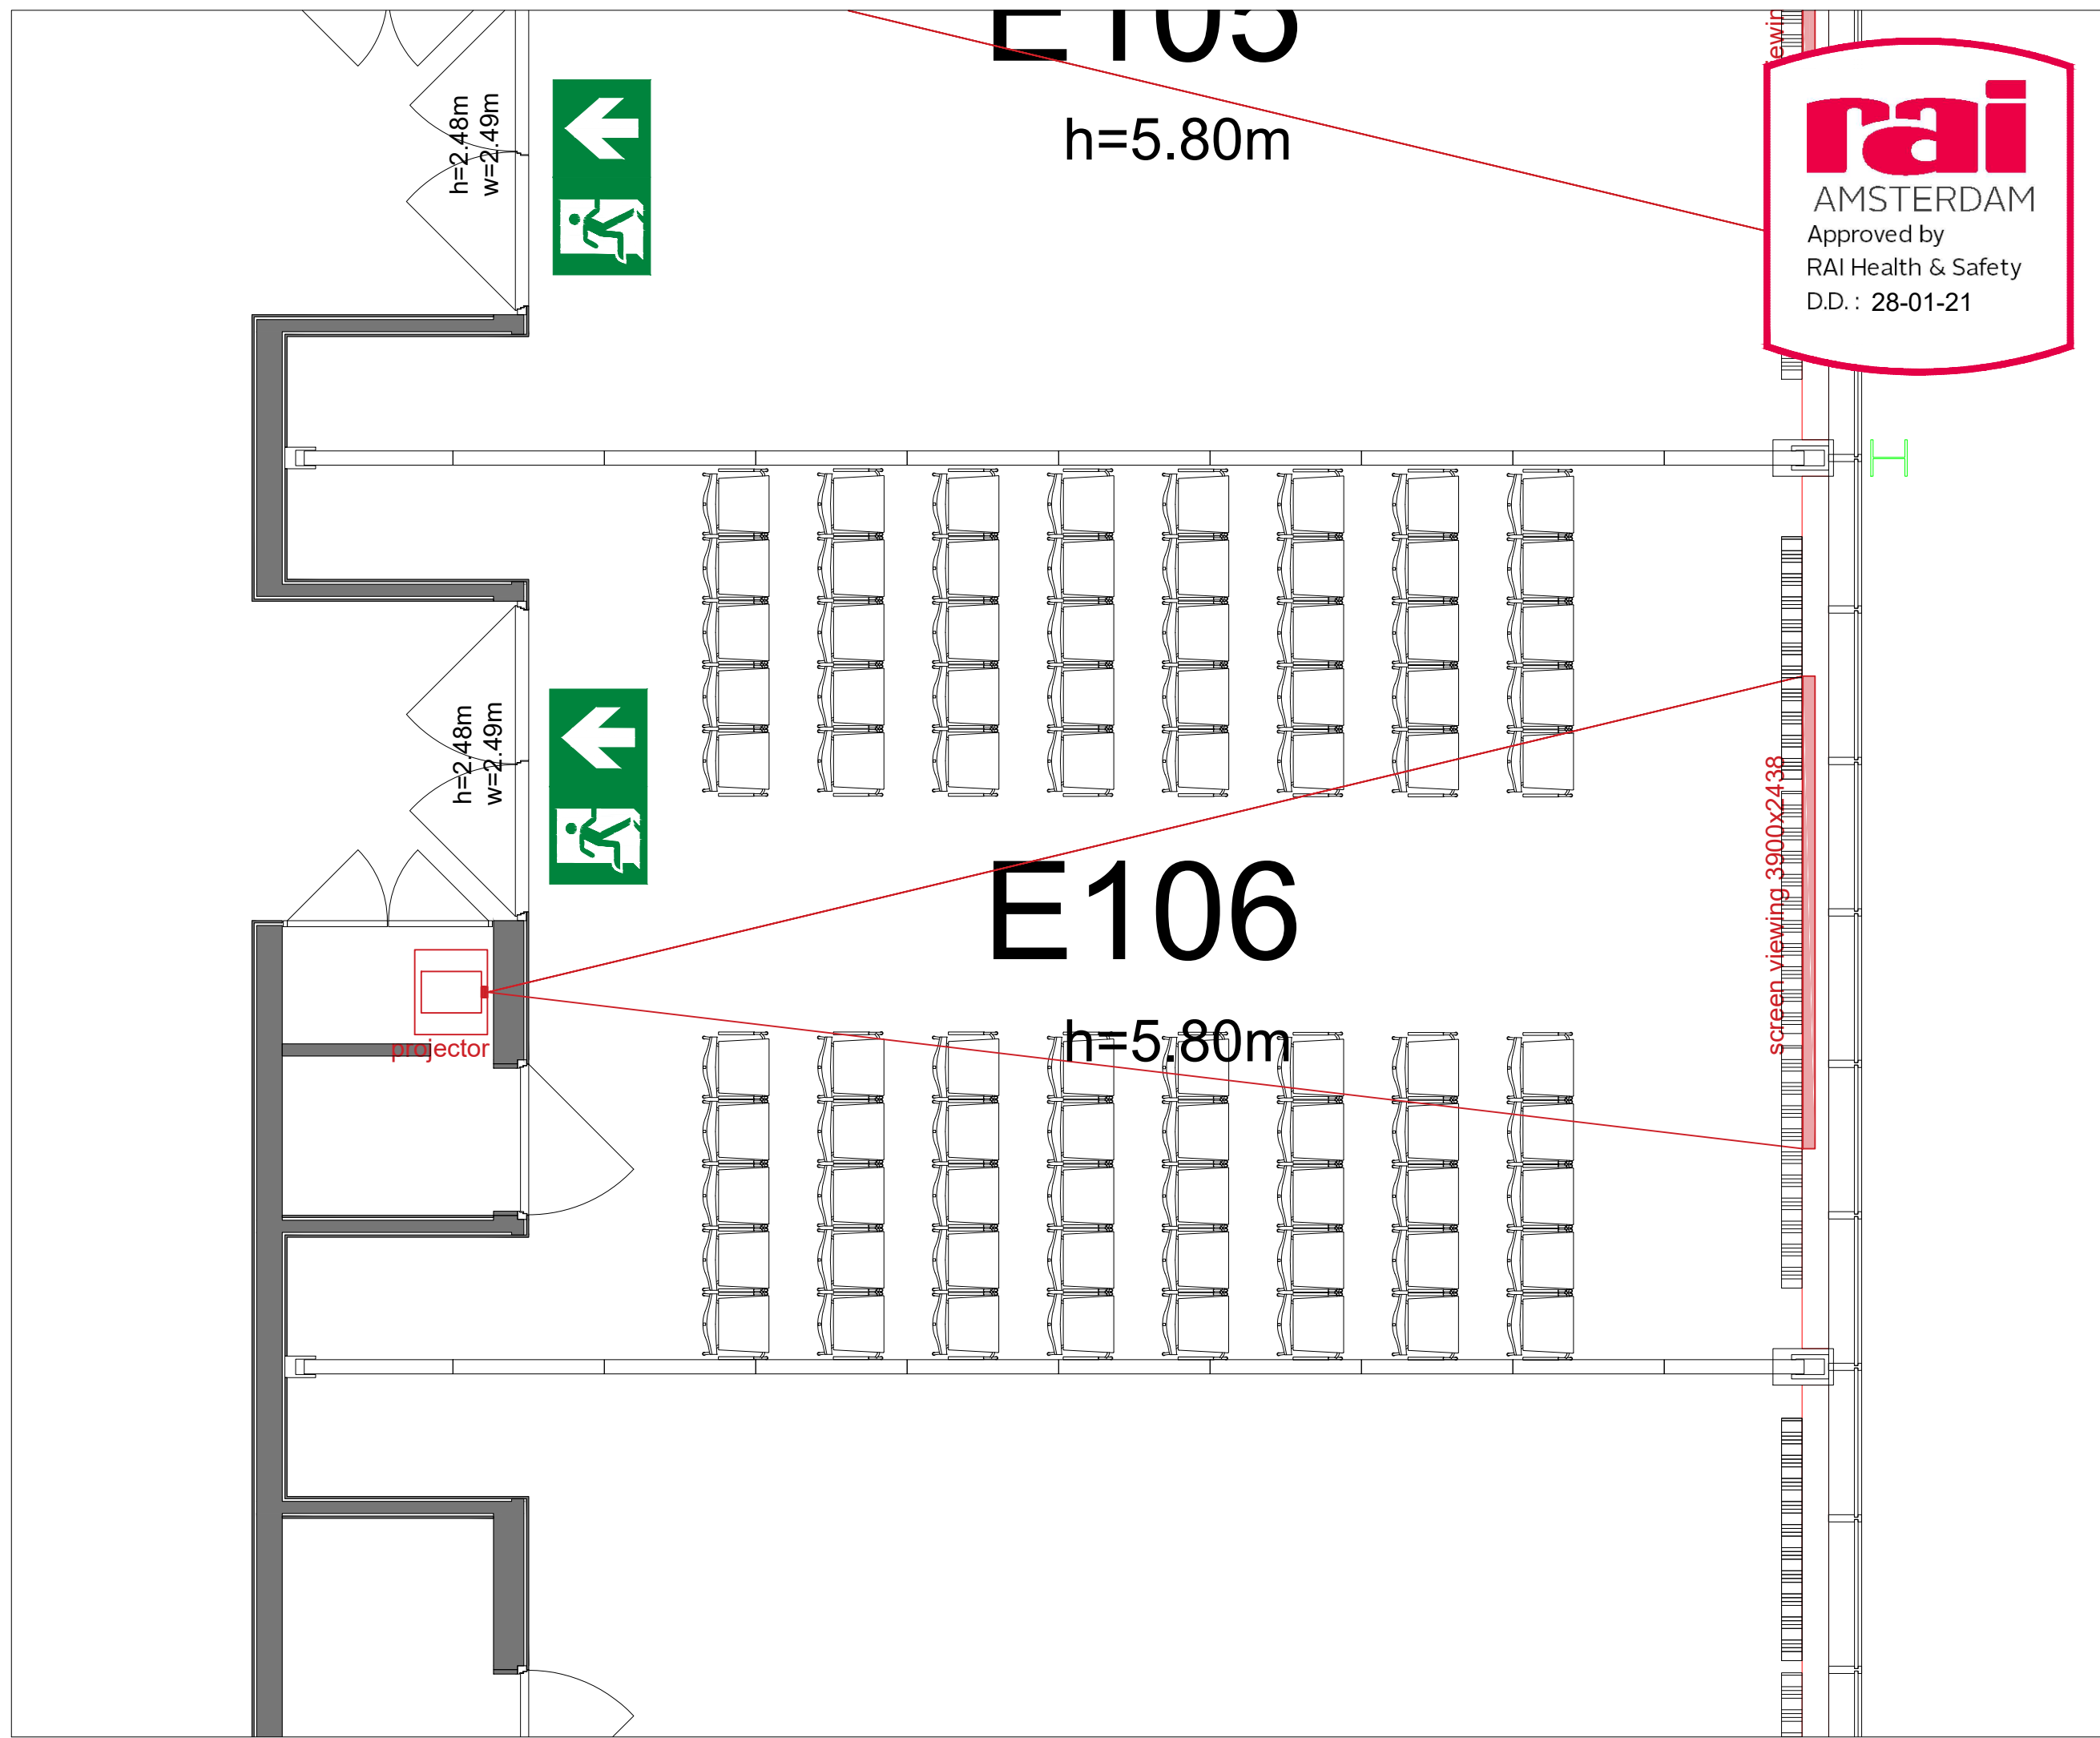 E105
h=5.80m
h=2.48m
w=2.49m
rai
AMSTERDAM
Approved by
RAI Health & Safety
D.D. : 28-01-21
h=2.48m
w=2.49m
E106
h=5.80m
screen viewing 3900x2438
projector